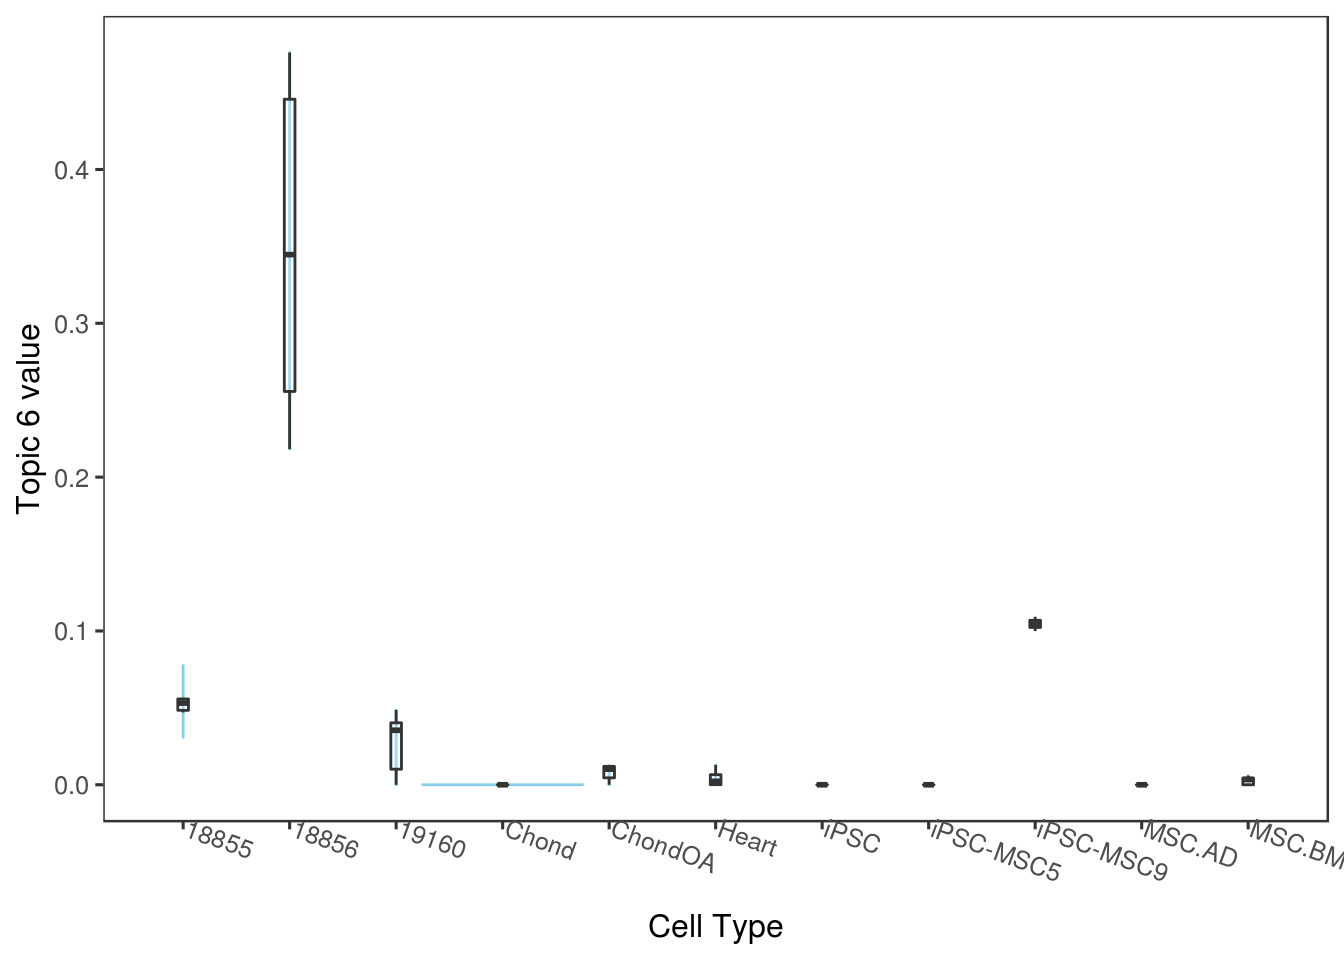 Topic 6 value
0.4
0.3
0.2
0.1
0.0
18855
18856
19160
Chond
ChondOA
Heart
iPSC
iPSC-MSC5
iPSC-MSC9
MSC.AD
MSC.BM
Cell Type